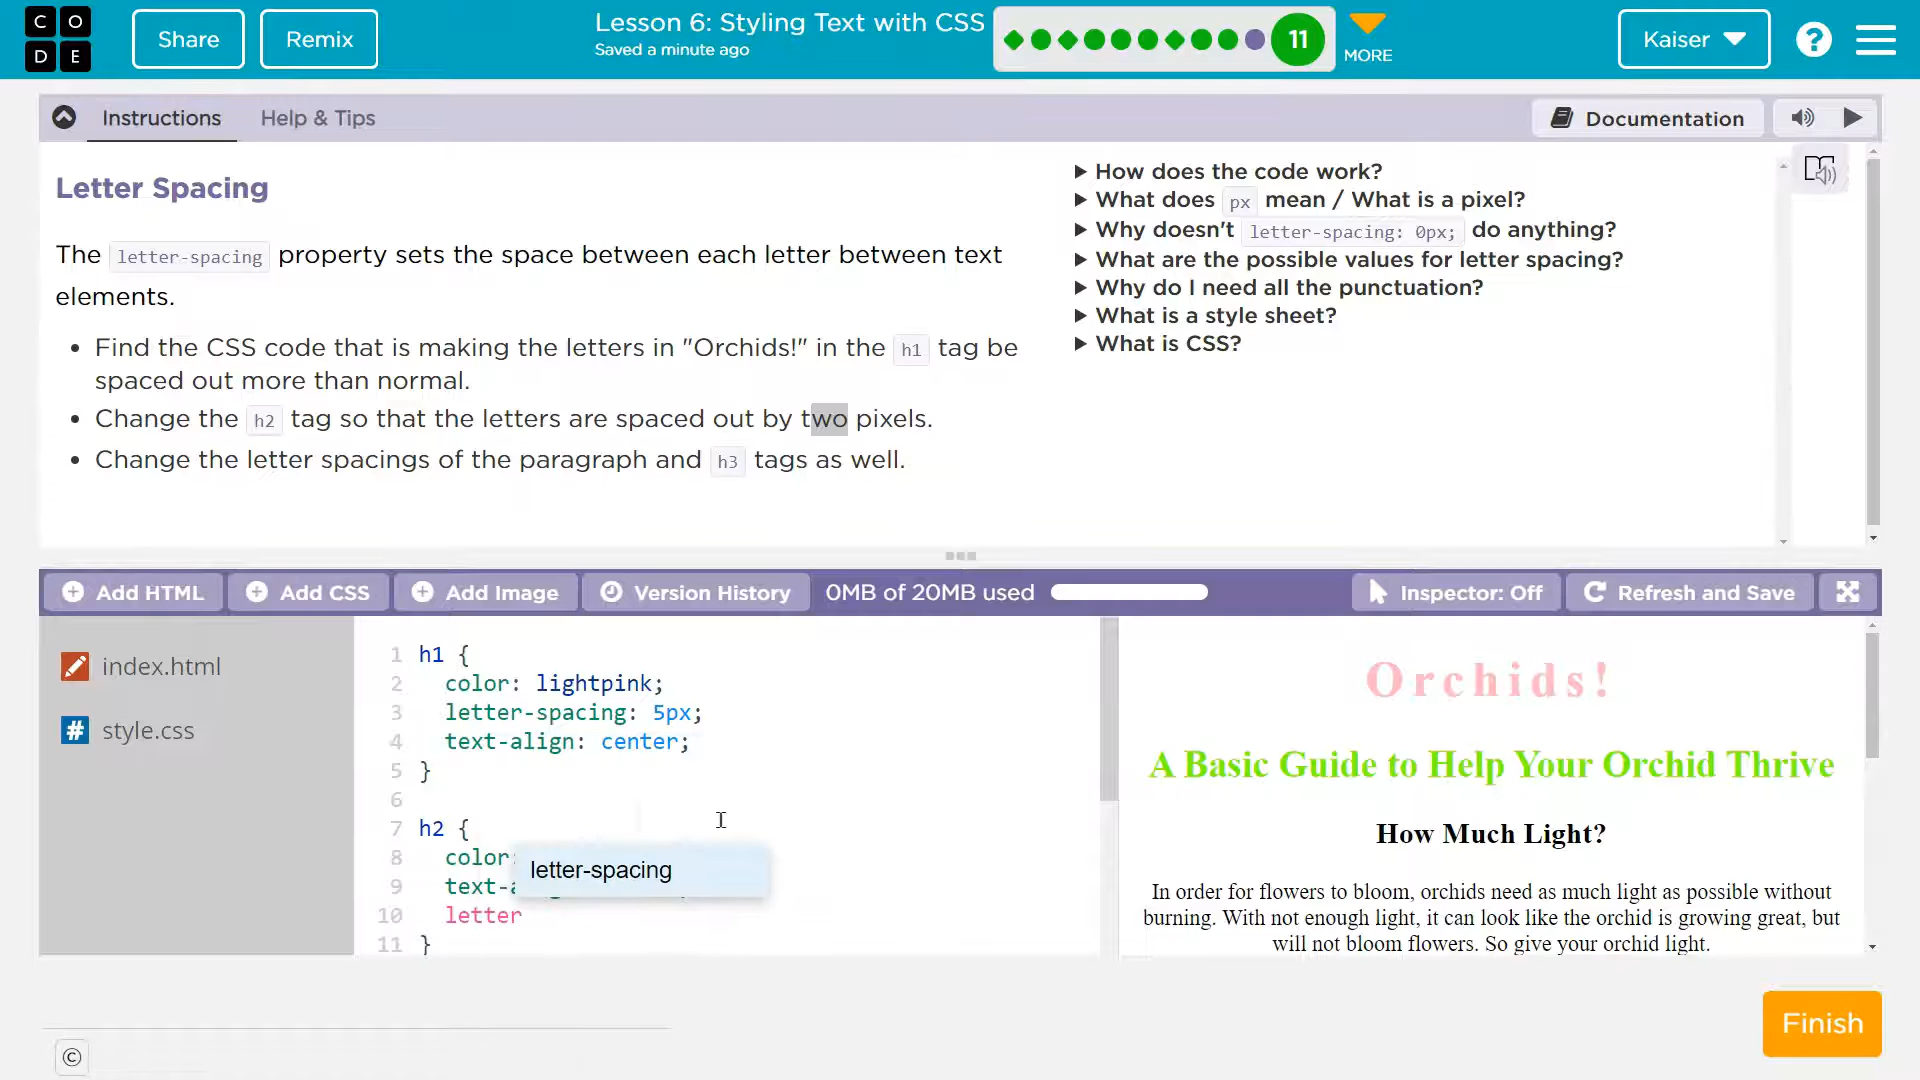 C O
D E
Share
Remix
Lesson 6: Styling Text with CSS
Saved a minute ago
11
MORE
Kaiser
?
Instructions
Help & Tips
Documentation
Letter Spacing
The letter-spacing property sets the space between each letter between text
elements.
• Find the CSS code that is making the letters in "Orchids!" in the h1 tag be
spaced out more than normal.
• Change the h2 tag so that the letters are spaced out by two pixels.
• Change the letter spacings of the paragraph and h3 tags as well.
How does the code work?
What does px mean / What is a pixel?
Why doesn't letter-spacing: 0px; do anything?
What are the possible values for letter spacing?
Why do I need all the punctuation?
What is a style sheet?
What is CSS?
Add HTML
Add CSS
Add Image
Version History
0MB of 20MB used
Inspector: Off
Refresh and Save
index.html
# style.css
1 h1 {
2 color: lightpink;
3 letter-spacing: 5px;
4 text-align: center;
5 }
6
7 h2 {
8 color:
9 text-a
10 letter
11 }
letter-spacing
Orchids!
A Basic Guide to Help Your Orchid Thrive
How Much Light?
In order for flowers to bloom, orchids need as much light as possible without
burning. With not enough light, it can look like the orchid is growing great, but
will not bloom flowers. So give your orchid light.
Finish
©